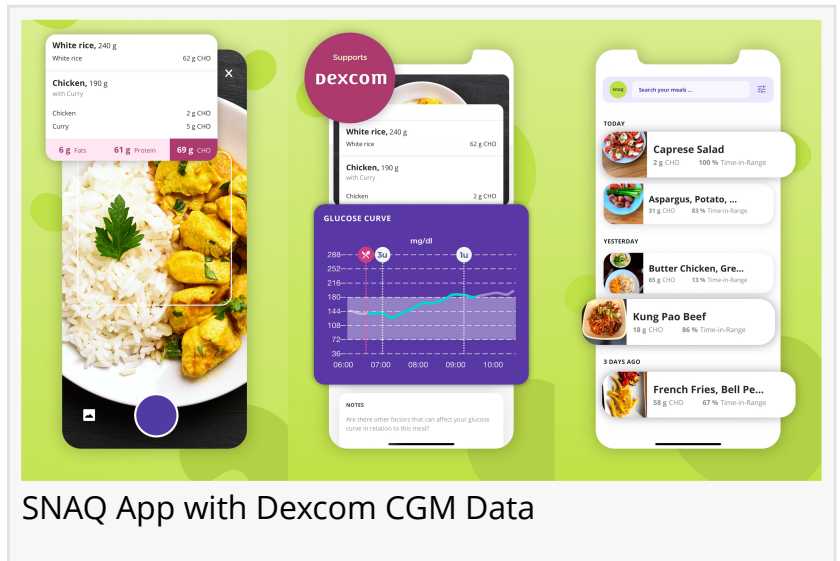 White rice, 240 g
White rice 62 g CHO
Chicken, 190 g
with Curry
Chicken 2 g CHO
Curry 5 g CHO
6 g Fats 61 g Protein 69 g CHO
Supports
Dexcom
White rice, 240 g
White rice 62 g CHO
Chicken, 190 g
with Curry
Chicken 2 g CHO
GLUCOSE CURVE
mg/dl
3u 1u
288
252
216
180
144
108
72
36
06:00 07:00 08:00 09:00 10:00
NOTES
Are there other factors that can affect your glucose
curve in relation to this meal?
snaq Search your meals ...
TODAY
Caprese Salad
2 g CHO 100 % Time-in-Range
Aspargus, Potato, ...
31 g CHO 83 % Time-in-Range
YESTERDAY
Butter Chicken, Gre...
65 g CHO 13 % Time-in-Range
Kung Pao Beef
18 g CHO 86 % Time-in-Range
3 DAYS AGO
French Fries, Bell Pe...
58 g CHO 67 % Time-in-Range
SNAQ App with Dexcom CGM Data